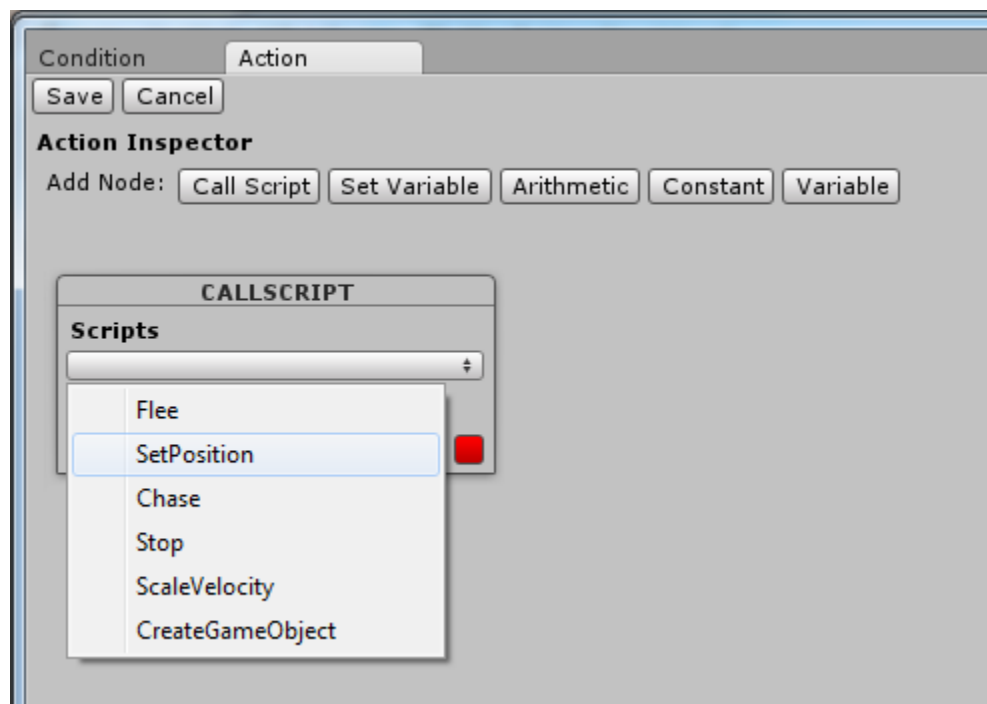 Condition Action
Save Cancel
Action Inspector
Add Node: Call Script Set Variable Arithmetic Constant Variable
CALLSCRIPT
Scripts
Flee
SetPosition
Chase
Stop
ScaleVelocity
CreateGameObject